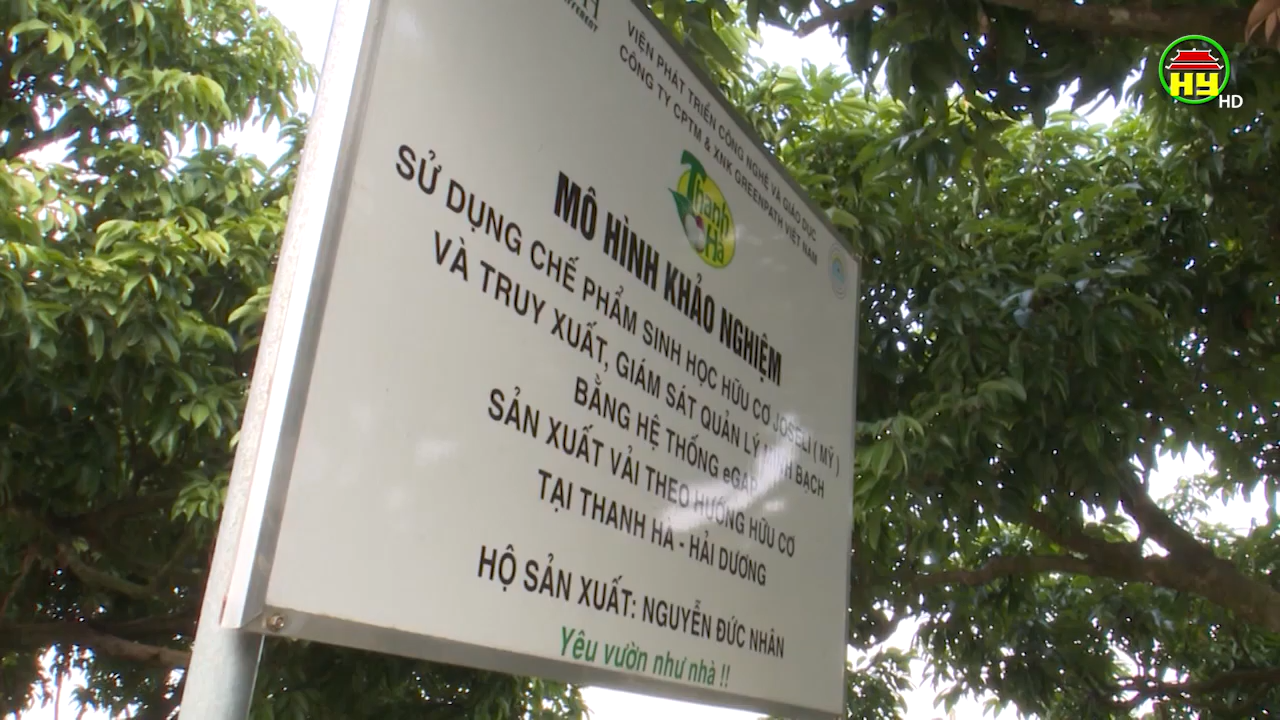 VIỆN PHÁT TRIỂN CÔNG NGHỆ VÀ GIÁO DỤC
CÔNG TY CPTM & XNK GREENPATH VIỆT NAM
Thanh
Hà
MÔ HÌNH KHẢO NGHIỆM
SỬ DỤNG CHẾ PHẨM SINH HỌC HỮU CƠ JOSELI ( MỸ )
VÀ TRUY XUẤT, GIÁM SÁT QUẢN LÝ MINH BẠCH
BẰNG HỆ THỐNG eGAP
SẢN XUẤT VẢI THEO HƯỚNG HỮU CƠ
TẠI THANH HÀ - HẢI DƯƠNG
HỘ SẢN XUẤT: NGUYỄN ĐỨC NHÂN
Yêu vườn như nhà !!
HY
HD